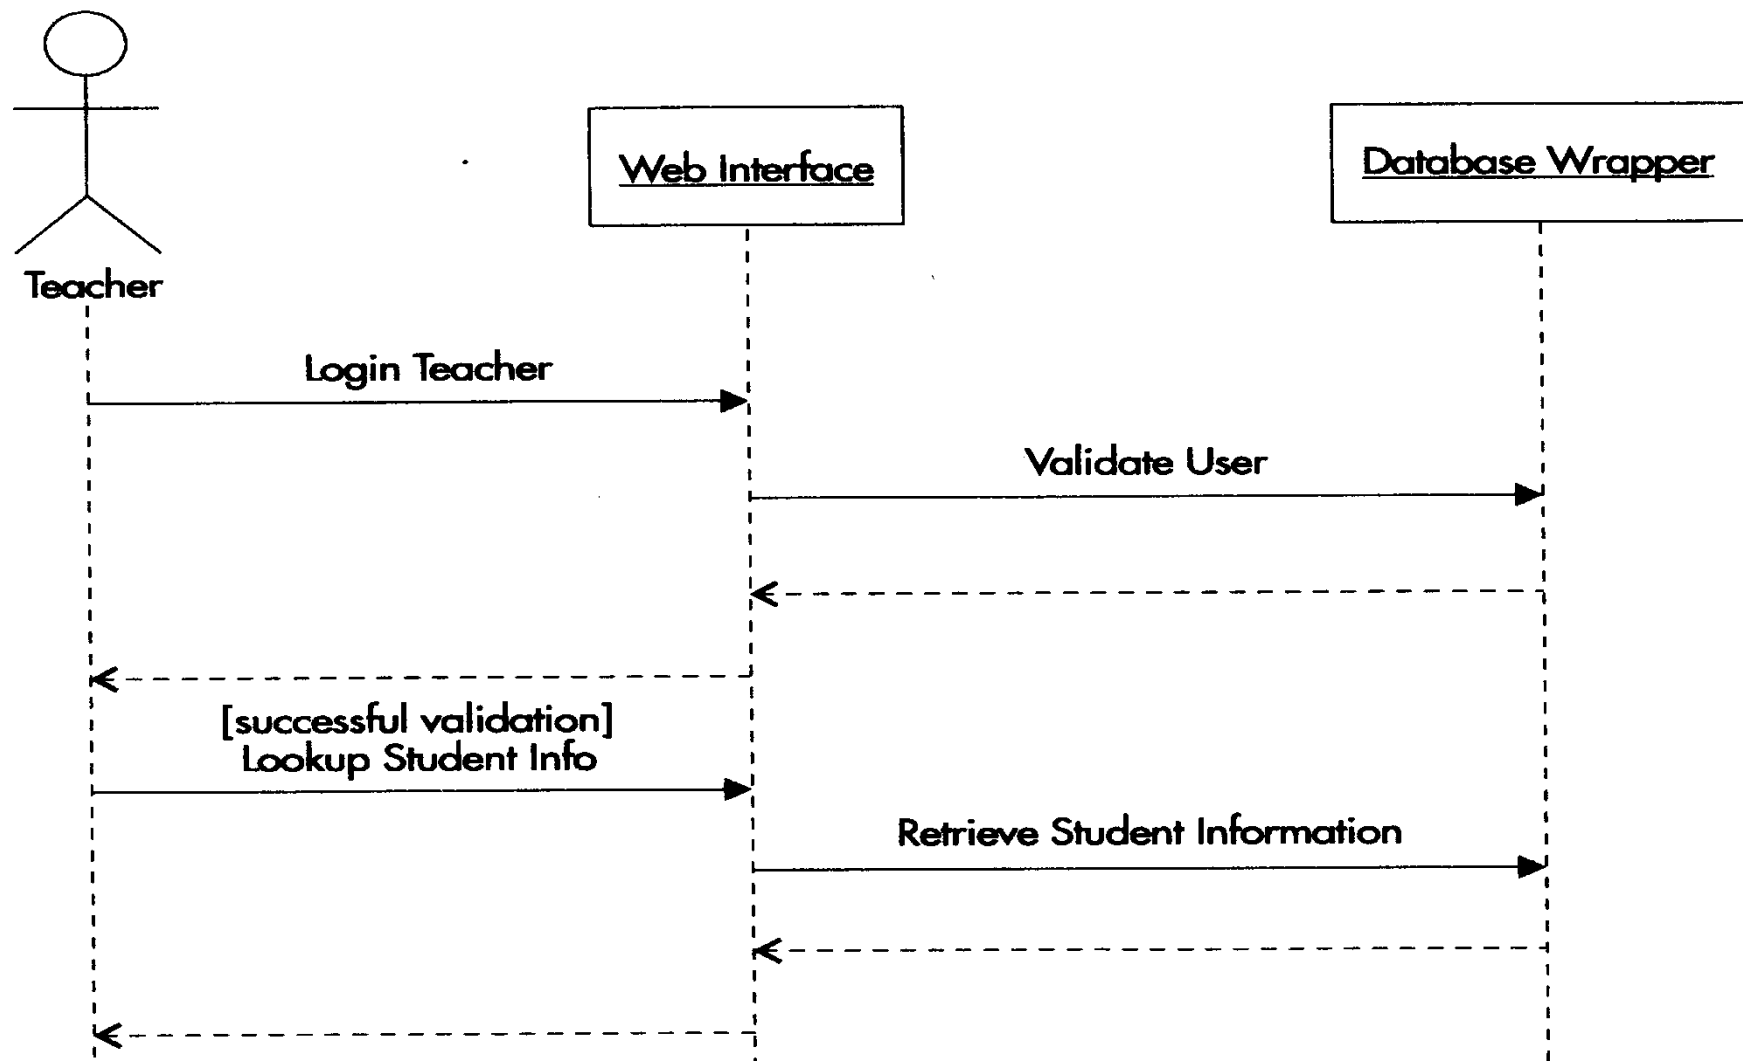 Web Interface
Database Wrapper
Teacher
Login Teacher
Validate User
[successful validation]
Lookup Student Info
Retrieve Student Information